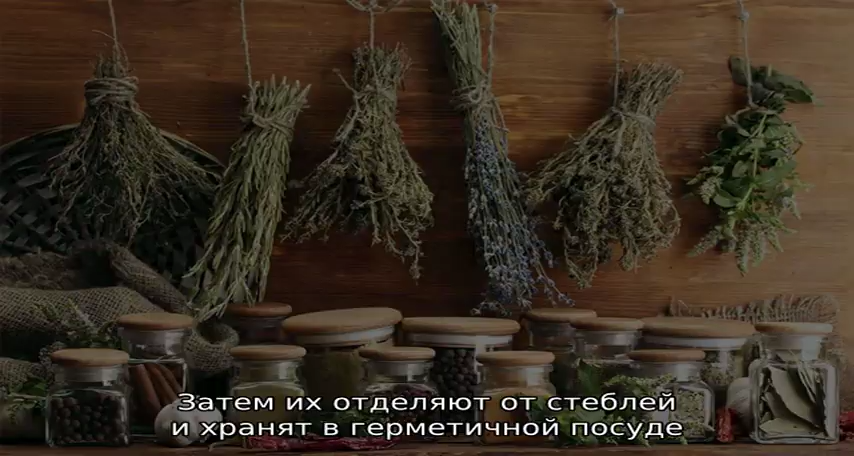 Затем их отделяют от стеблей
и хранят в герметичной посуде